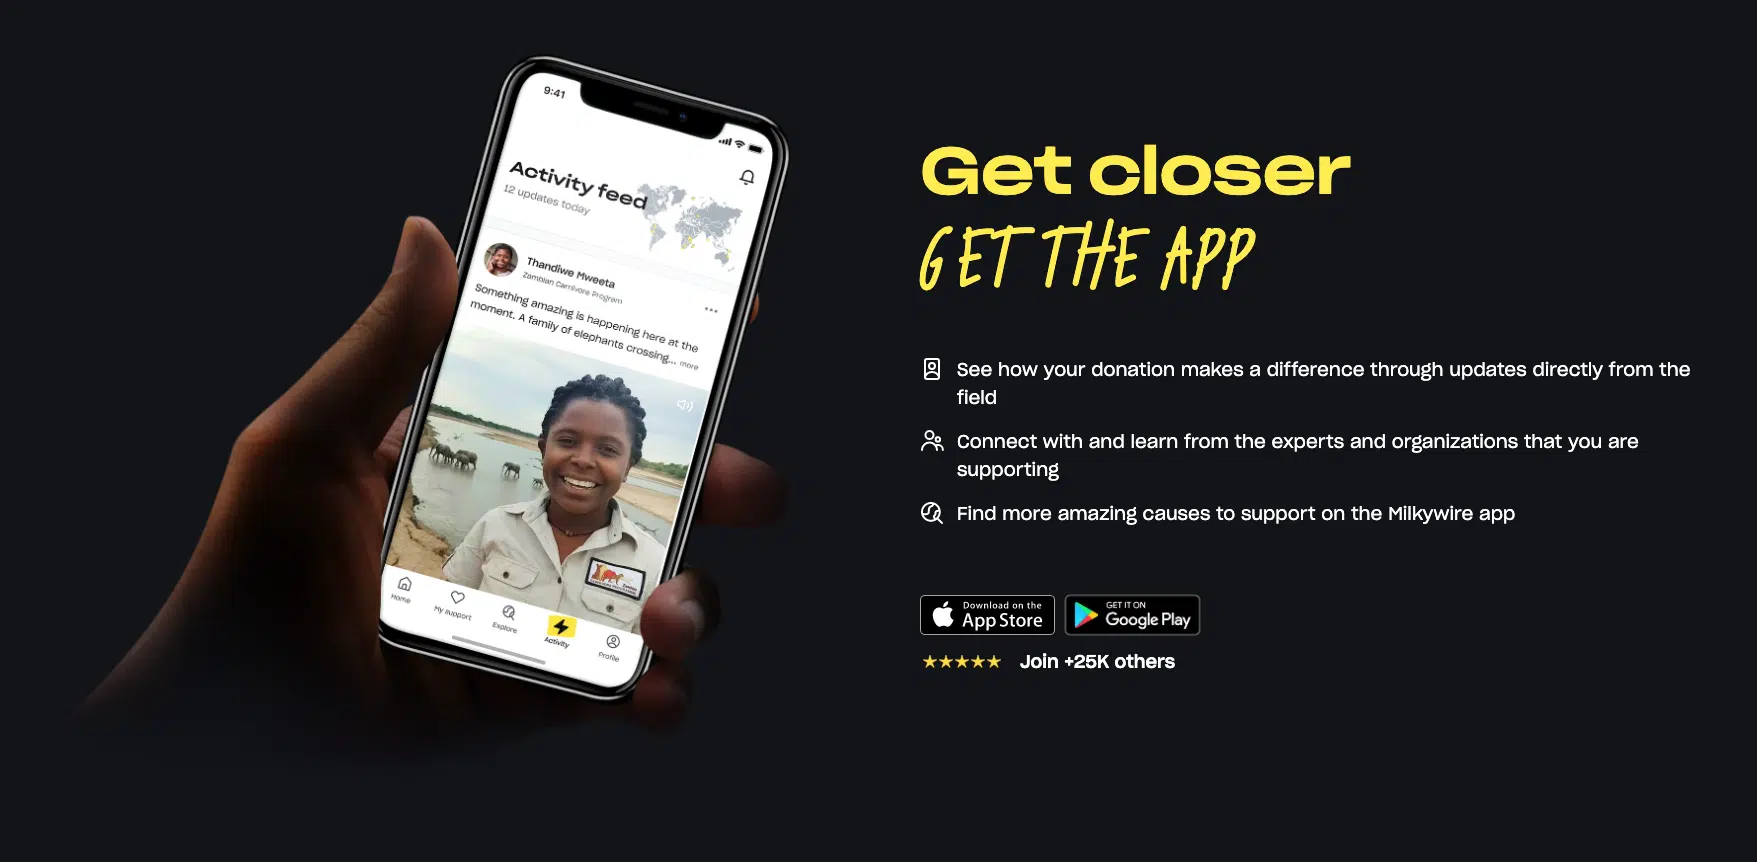 9:41
Activity feed
12 updates today
Thandiwe Mweeta
Zambian Carnivore Program
Something amazing is happening here at the
moment. A family of elephants crossing... more
Home
My support
Explore
Activity
Profile
Get closer
GET THE APP
See how your donation makes a difference through updates directly from the
field
Connect with and learn from the experts and organizations that you are
supporting
Find more amazing causes to support on the Milkywire app
Download on the
App Store
GET IT ON
Google Play
Join +25K others